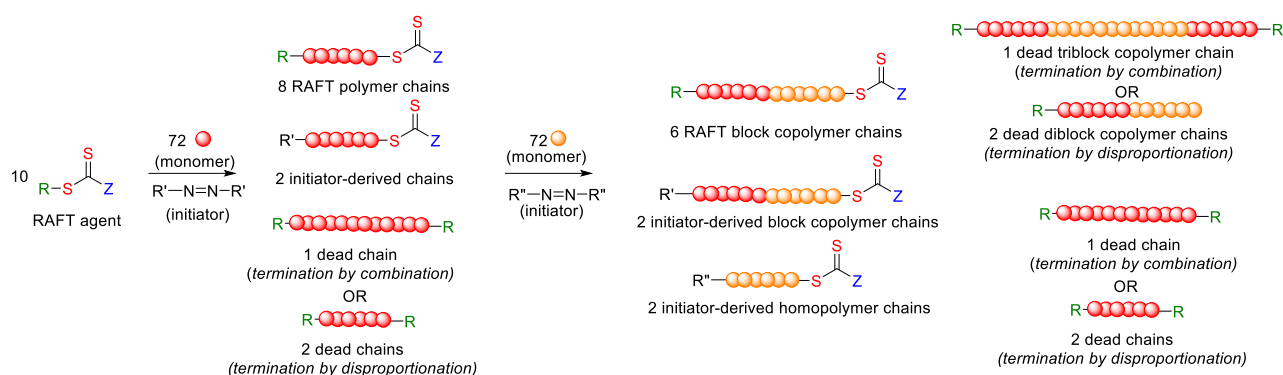 10
R
S
S
Z
RAFT agent
72
(monomer)
R'—N=N—R'
(initiator)
S
R
S
Z
8 RAFT polymer chains
S
R'
S
Z
2 initiator-derived chains
R
R
1 dead chain
(termination by combination)
OR
R
R
2 dead chains
(termination by disproportionation)
72
(monomer)
R"—N=N—R"
(initiator)
S
R
S
Z
6 RAFT block copolymer chains
S
R'
S
Z
2 initiator-derived block copolymer chains
S
R"
S
Z
2 initiator-derived homopolymer chains
R
R
1 dead triblock copolymer chain
(termination by combination)
OR
R
2 dead diblock copolymer chains
(termination by disproportionation)
R
R
1 dead chain
(termination by combination)
OR
R
R
2 dead chains
(termination by disproportionation)